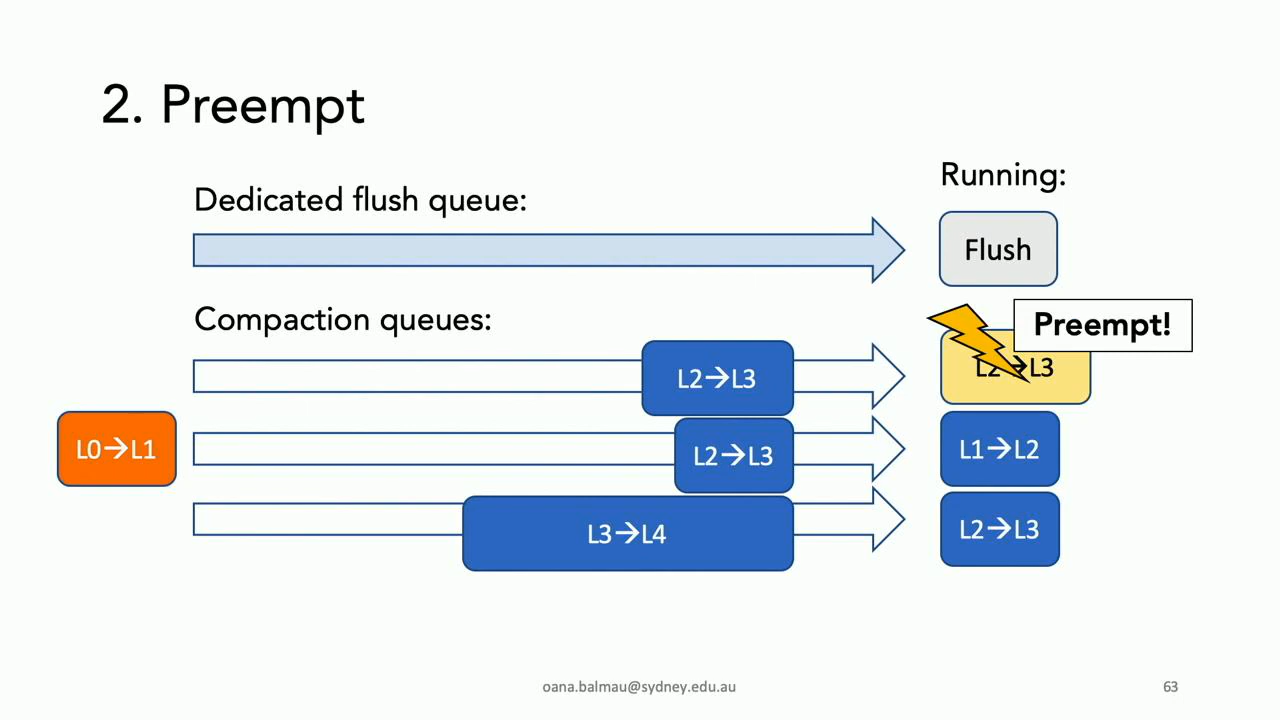 2. Preempt
Running:
Dedicated flush queue:
Flush
Compaction queues:
Preempt!
L2→L3
L2→L3
L0→L1
L2→L3
L1→L2
L3→L4
L2→L3
oana.balmau@sydney.edu.au
63